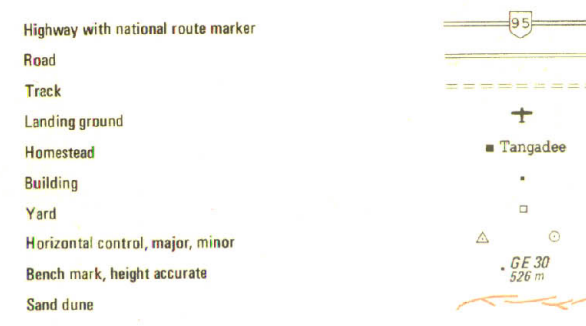 Highway with national route marker 95
Road
Track
Landing ground
Homestead Tangadee
Building
Yard
Horizontal control, major, minor
Bench mark, height accurate GE 30
526 m
Sand dune